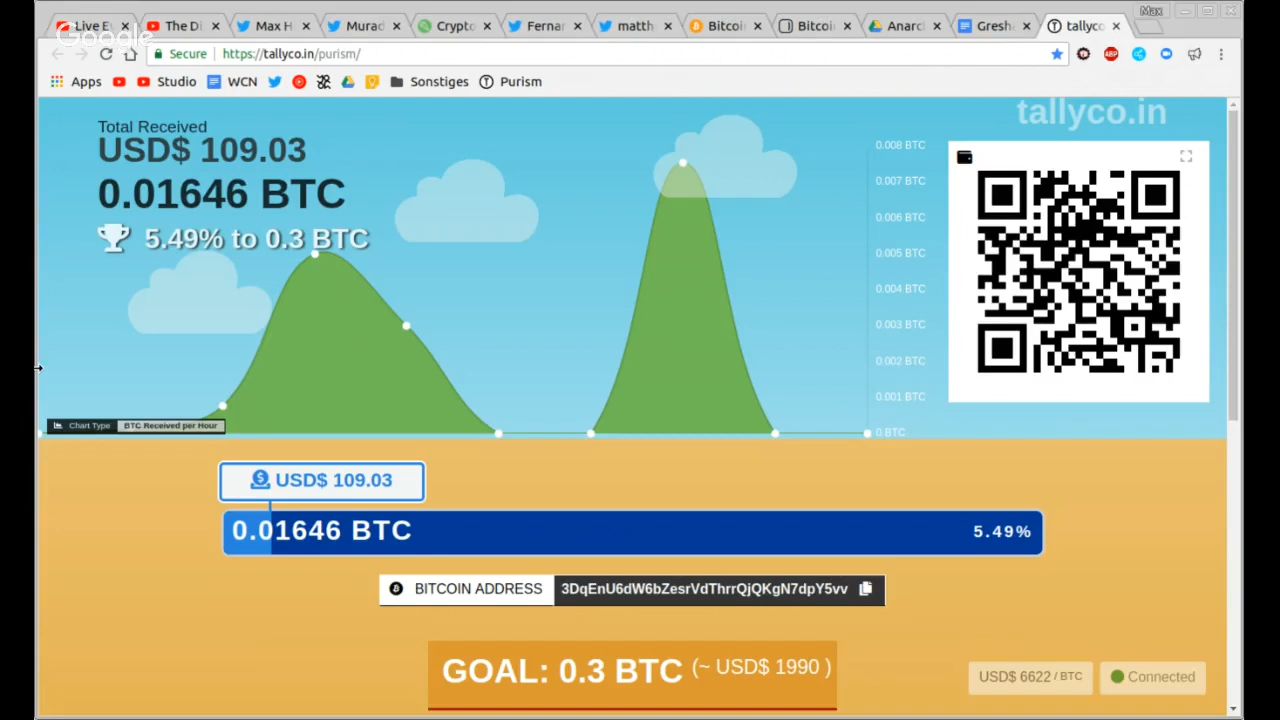 Max
Google
Live E
The Di
Max H
Murad
Crypto
Fernar
matth
Bitcoi
Bitcoi
Anarc
Gresh
tallyco
Secure
https://tallyco.in/purism/
ABP
Apps
Studio
WCN
Sonstiges
Purism
tallyco.in
Total Received
USD$ 109.03
0.01646 BTC
5.49% to 0.3 BTC
0.008 BTC
0.007 BTC
0.006 BTC
0.005 BTC
0.004 BTC
0.003 BTC
0.002 BTC
0.001 BTC
0 BTC
Chart Type
BTC Received per Hour
USD$ 109.03
0.01646 BTC
5.49%
BITCOIN ADDRESS
3DqEnU6dW6bZesrVdThrrQjQKgN7dpY5vv
GOAL: 0.3 BTC (~ USD$ 1990 )
USD$ 6622 / BTC
Connected